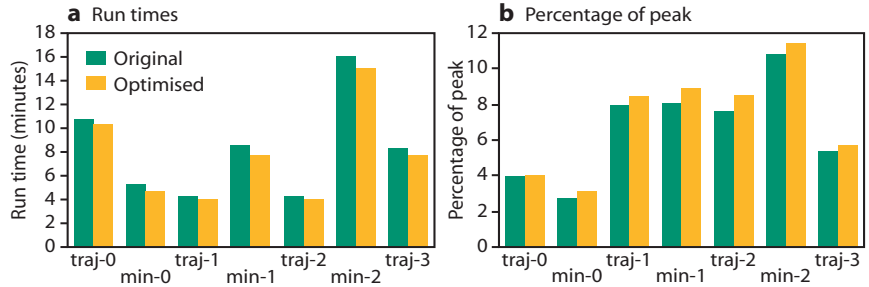 a Run times
Run time (minutes)
18
16
14
12
10
8
6
4
2
0
Original
Optimised
traj-0
min-0
traj-1
min-1
traj-2
min-2
traj-3
b Percentage of peak
Percentage of peak
12
10
8
6
4
2
0
traj-0
min-0
traj-1
min-1
traj-2
min-2
traj-3